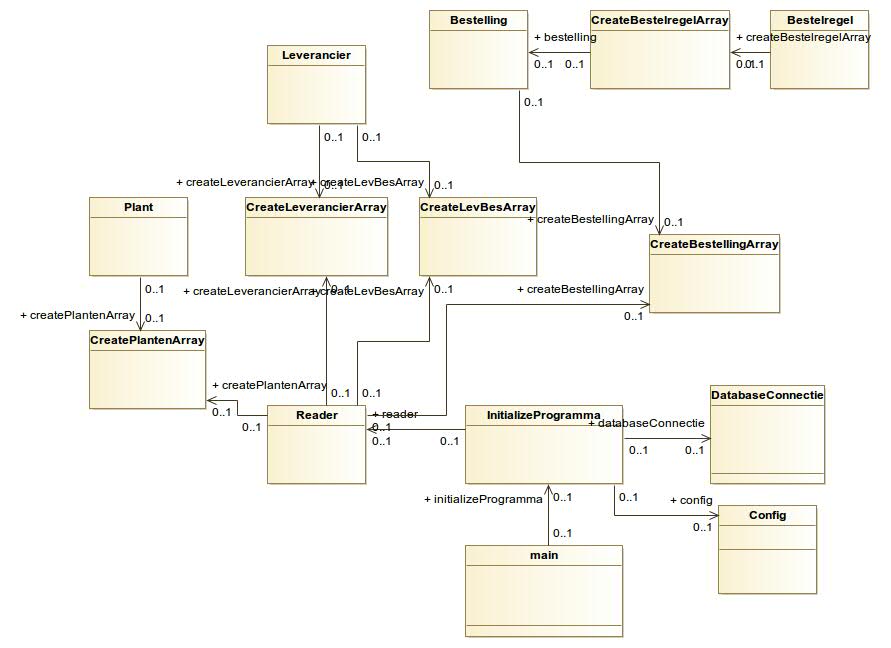 Bestelling
CreateBestelregelArray
Bestelregel
+ bestelling
+ createBestelregelArray
0..1
0..1
0..1
0..1
Leverancier
0..1
0..1
0..1
+ createLeverancierArray
0..1
+ createLevBesArray
0..1
Plant
CreateLeverancierArray
CreateLevBesArray
+ createBestellingArray
0..1
CreateBestellingArray
0..1
+ createLeverancierArray
0..1
+ createLevBesArray
0..1
+ createBestellingArray
0..1
+ createPlantenArray
0..1
CreatePlantenArray
+ createPlantenArray
0..1
0..1
0..1
0..1
Reader
+ reader
0..1
0..1
0..1
InitializeProgramma
+ databaseConnectie
0..1
0..1
DatabaseConnectie
+ initializeProgramma
0..1
0..1
+ config
0..1
Config
0..1
main